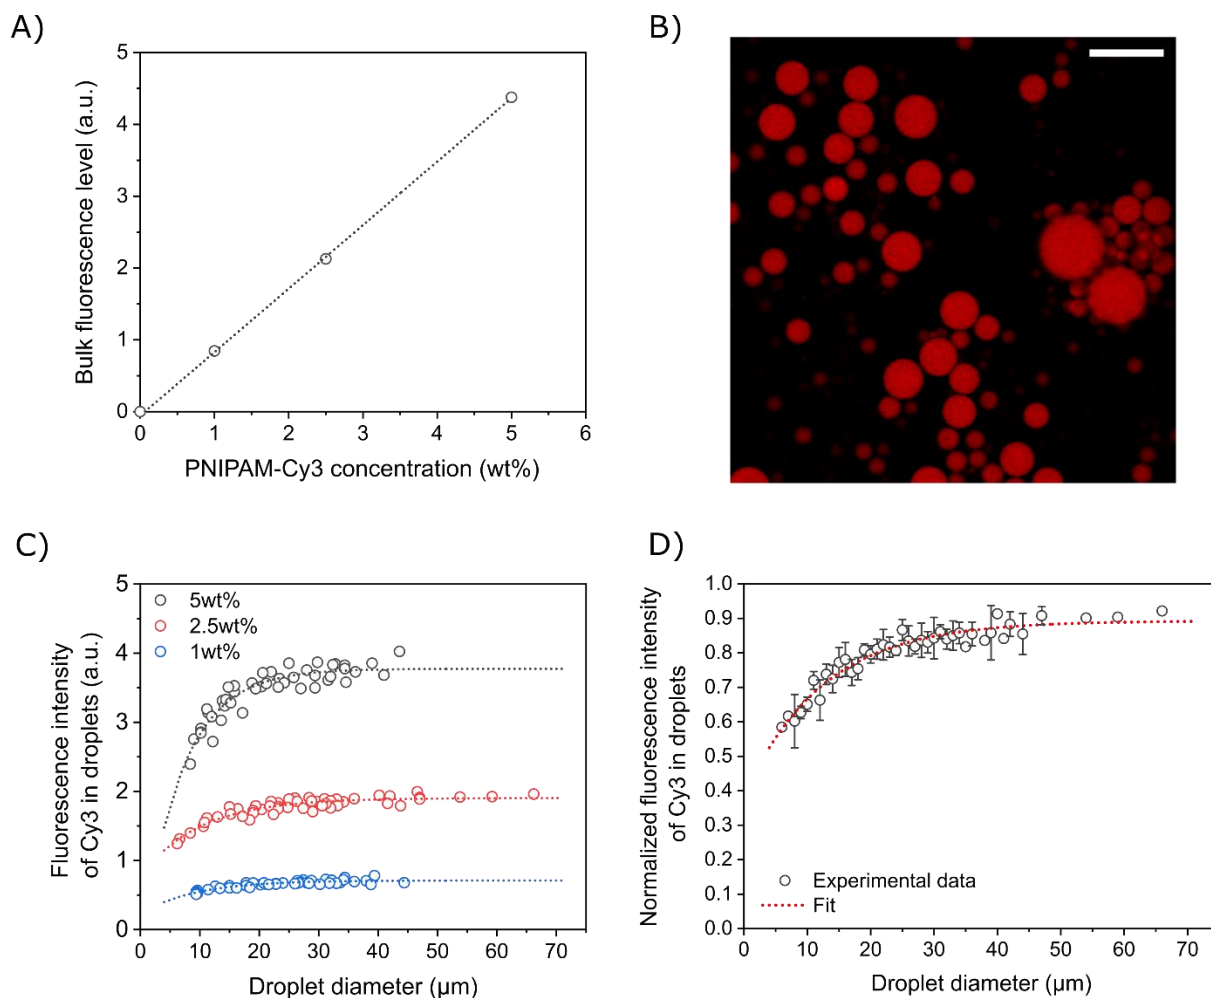 A)
Bulk fluorescence level (a.u.)
5
4
3
2
1
0
0 1 2 3 4 5 6
PNIPAM-Cy3 concentration (wt%)
B)
C)
Fluorescence intensity
of Cy3 in droplets (a.u.)
5
4
3
2
1
0
5wt%
2.5wt%
1wt%
0 10 20 30 40 50 60 70
Droplet diameter (µm)
D)
Normalized fluorescence intensity
of Cy3 in droplets
1.0
0.9
0.8
0.7
0.6
0.5
0.4
0.3
0.2
0.1
0.0
Experimental data
Fit
0 10 20 30 40 50 60 70
Droplet diameter (µm)